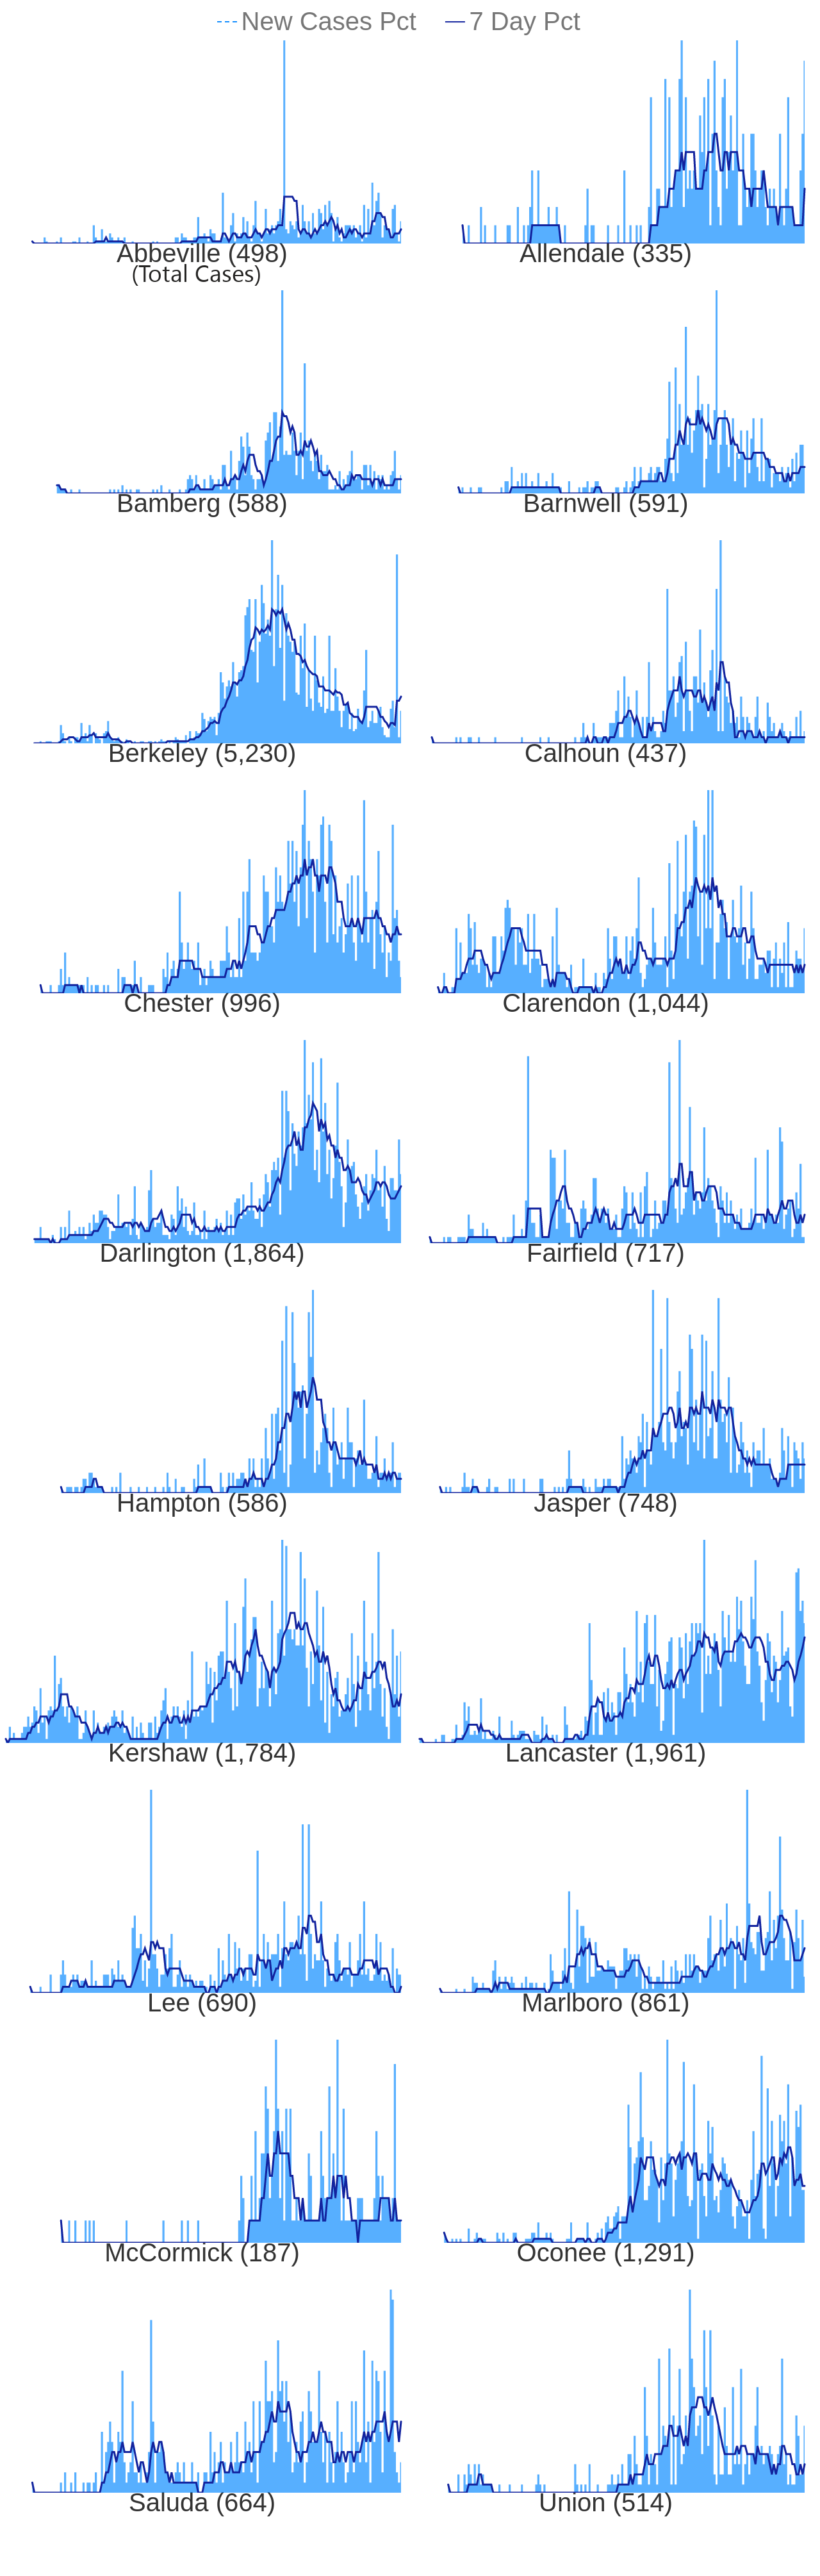 New Cases Pct 7 Day Pct
Abbeville (498) Allendale (335)
(Total Cases)
Bamberg (588) Barnwell (591)
Berkeley (5,230) Calhoun (437)
Chester (996) Clarendon (1,044)
Darlington (1,864) Fairfield (717)
Hampton (586) Jasper (748)
Kershaw (1,784) Lancaster (1,961)
Lee (690) Marlboro (861)
McCormick (187) Oconee (1,291)
Saluda (664) Union (514)